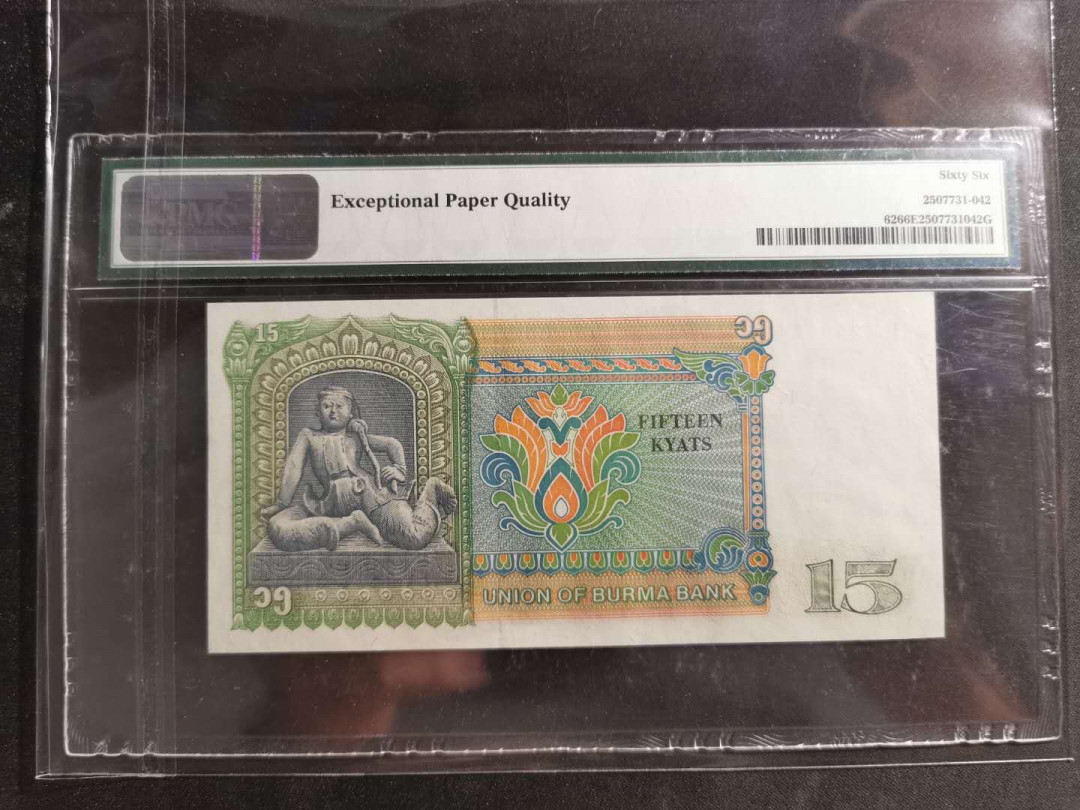 PMG
Exceptional Paper Quality
Sixty Six
2507731-042
6266E2507731042G
15
၁၅
FIFTEEN
KYATS
၁၅
UNION OF BURMA BANK
15